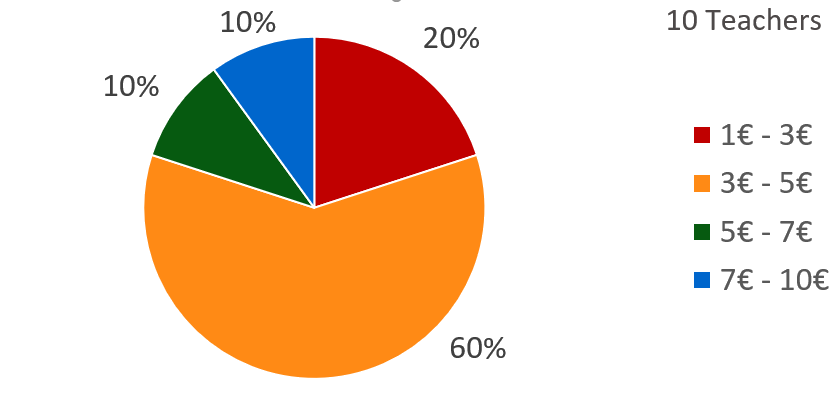 10%
20%
10 Teachers
10%
1€ - 3€
3€ - 5€
5€ - 7€
7€ - 10€
60%